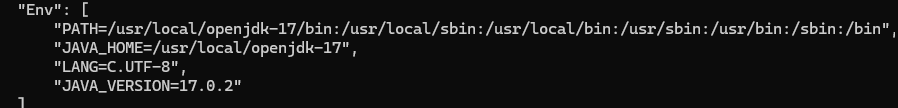 "Env": [
"PATH=/usr/local/openjdk-17/bin:/usr/local/sbin:/usr/local/bin:/usr/sbin:/usr/bin:/sbin:/bin",
"JAVA_HOME=/usr/local/openjdk-17",
"LANG=C.UTF-8",
"JAVA_VERSION=17.0.2"
]